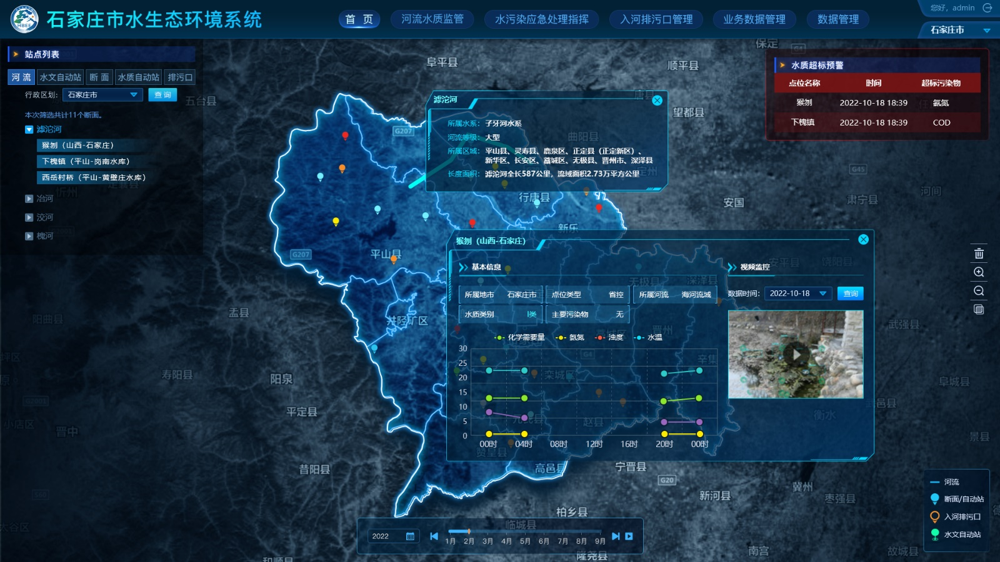 石家庄市水生态环境系统
首 页
河流水质监管
水污染应急处理指挥
入河排污口管理
业务数据管理
数据管理
您好，admin
石家庄市
站点列表
河 流
水文自动站
断 面
水质自动站
排污口
行政区划：
石家庄市
查 询
本次筛选共计11个断面。
滹沱河
猴刎（山西-石家庄）
下槐镇（平山-岗南水库）
西岳村桥（平山-黄壁庄水库）
冶河
洨河
槐河
水质超标预警
点位名称 时间 超标污染物
猴刎 2022-10-18 18:39 氨氮
下槐镇 2022-10-18 18:39 COD
滹沱河
所属水系：子牙河水系
河流等级：大型
所属区域：平山县、灵寿县、鹿泉区、正定县（正定新区）、
新华区、长安区、藁城区、无极县、晋州市、深泽县
长度面积：滹沱河全长587公里，流域面积2.73万平方公里
猴刎（山西-石家庄）
基本信息
所属地市 石家庄市
点位类型 省控
所属河流 海河流域
水质类别 I类
主要污染物 无
化学需要量
氨氮
浊度
水温
30
25
20
15
10
5
0
00时 04时 08时 12时 16时 20时 00时
视频监控
数据时间：
2022-10-18
查询
2022
1月 2月 3月 4月 5月 6月 7月 8月 9月
河流
断面/自动站
入河排污口
水文自动站
保定
阜平县
顺平县
五台县
唐县
望都县
G207
曲阳县
定州
G45
定襄县
忻州
行唐县
安国
肃宁县
河间
新乐
G207
平山县
安平县
饶阳县
无极县
深泽县
盂县
阳曲县
井陉矿区
武强县
藁城区
晋州
G4
辛集
寿阳县
阳泉
栾城区
阜城县
G2001
平定县
武邑县
衡水
小店区
晋中
元氏县
赵县
景县
赞皇县
昔阳县
高邑县
宁晋县
G20
冀州
新河县
枣强县
柏乡县
临城县
太谷区
南宫
故城县
和顺县
隆尧县